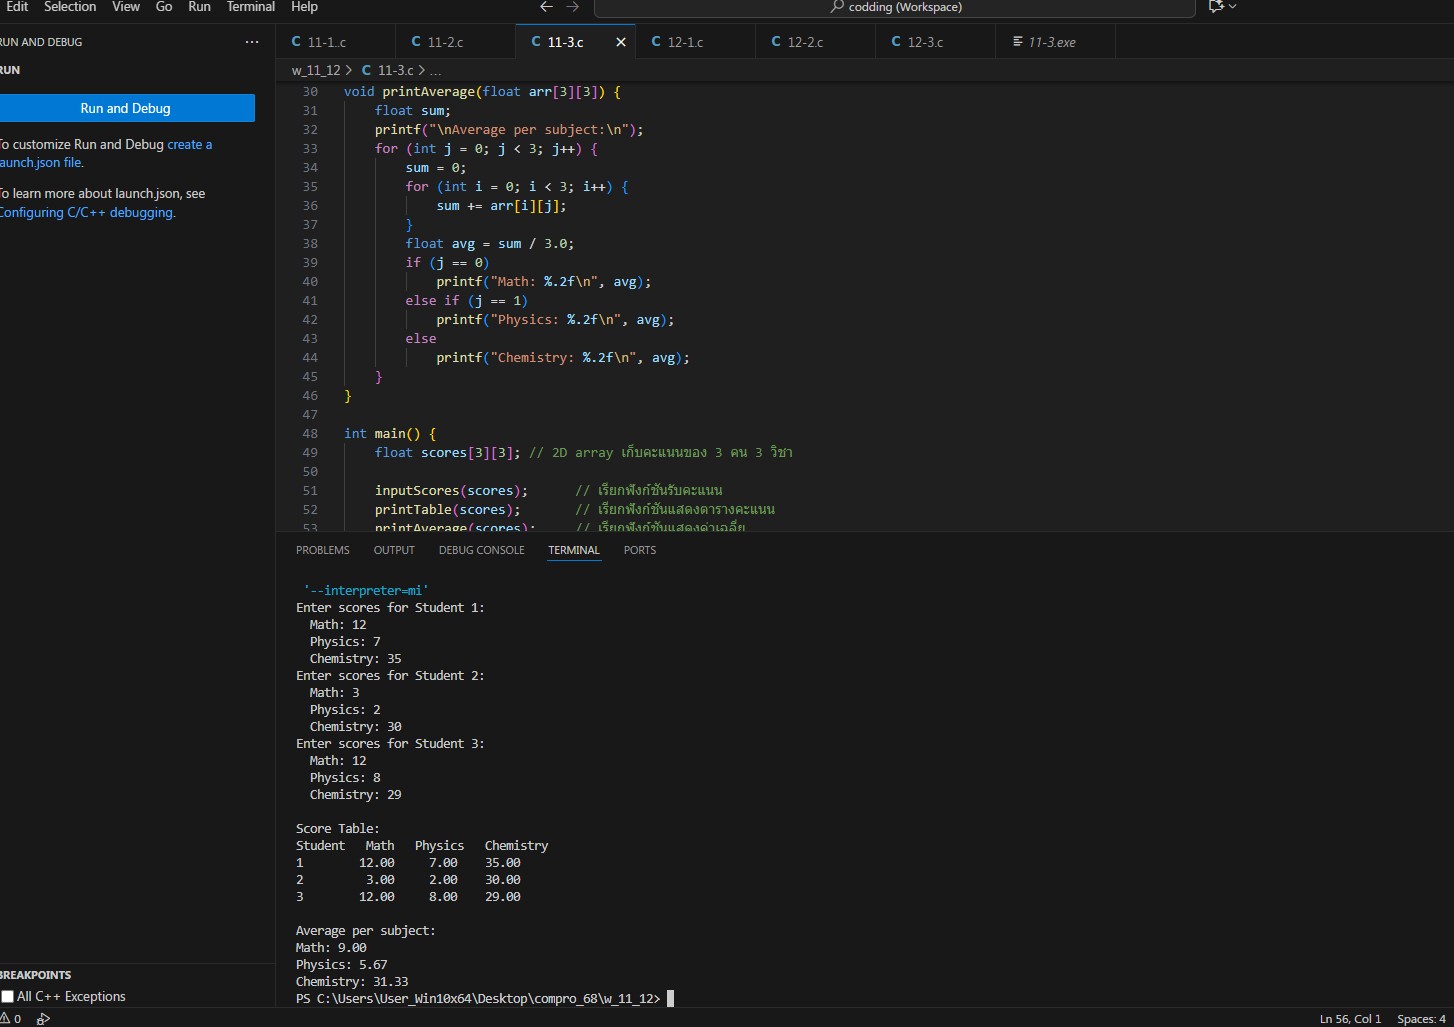 Edit Selection View Go Run Terminal Help
codding (Workspace)
RUN AND DEBUG
RUN
Run and Debug
To customize Run and Debug create a
launch.json file.
To learn more about launch.json, see
Configuring C/C++ debugging.
C 11-1..c
C 11-2.c
C 11-3.c
C 12-1.c
C 12-2.c
C 12-3.c
11-3.exe
w_11_12 > C 11-3.c > ...
30 void printAverage(float arr[3][3]) {
31 float sum;
32 printf("\nAverage per subject:\n");
33 for (int j = 0; j < 3; j++) {
34 sum = 0;
35 for (int i = 0; i < 3; i++) {
36 sum += arr[i][j];
37 }
38 float avg = sum / 3.0;
39 if (j == 0)
40 printf("Math: %.2f\n", avg);
41 else if (j == 1)
42 printf("Physics: %.2f\n", avg);
43 else
44 printf("Chemistry: %.2f\n", avg);
45 }
46 }
47
48 int main() {
49 float scores[3][3]; // 2D array เก็บคะแนนของ 3 คน 3 วิชา
50
51 inputScores(scores); // เรียกฟังก์ชันรับคะแนน
52 printTable(scores); // เรียกฟังก์ชันแสดงตารางคะแนน
53 printAverage(scores); // เรียกฟังก์ชันแสดงค่าเฉลี่ย
PROBLEMS OUTPUT DEBUG CONSOLE TERMINAL PORTS
'--interpreter=mi'
Enter scores for Student 1:
Math: 12
Physics: 7
Chemistry: 35
Enter scores for Student 2:
Math: 3
Physics: 2
Chemistry: 30
Enter scores for Student 3:
Math: 12
Physics: 8
Chemistry: 29
Score Table:
Student Math Physics Chemistry
1 12.00 7.00 35.00
2 3.00 2.00 30.00
3 12.00 8.00 29.00
Average per subject:
Math: 9.00
Physics: 5.67
Chemistry: 31.33
PS C:\Users\User_Win10x64\Desktop\compro_68\w_11_12>
BREAKPOINTS
All C++ Exceptions
0
Ln 56, Col 1 Spaces: 4